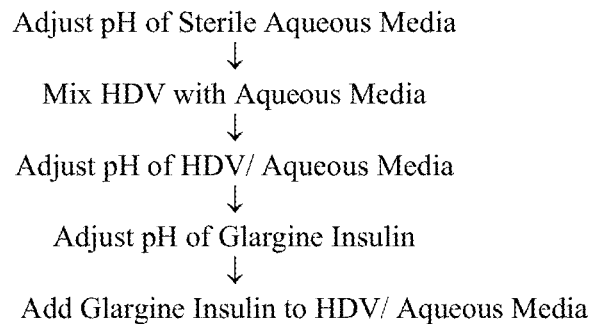 Adjust pH of Sterile Aqueous Media
↓
Mix HDV with Aqueous Media
↓
Adjust pH of HDV/ Aqueous Media
↓
Adjust pH of Glargine Insulin
↓
Add Glargine Insulin to HDV/ Aqueous Media